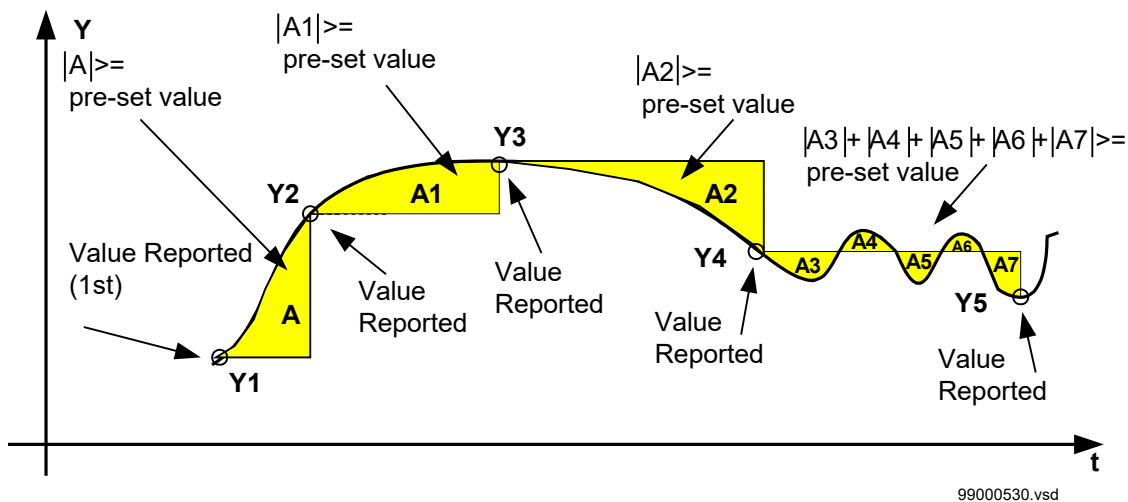 Y
|A|>=
pre-set value
|A1|>=
pre-set value
|A2|>=
pre-set value
|A3|+|A4|+|A5|+|A6|+|A7|>=
pre-set value
Y3
Y2
A1
A2
Value Reported
(1st)
A
Y1
Value
Reported
Value
Reported
Y4
Value
Reported
A3
A4
A5
A6
A7
Y5
Value
Reported
t
99000530.vsd